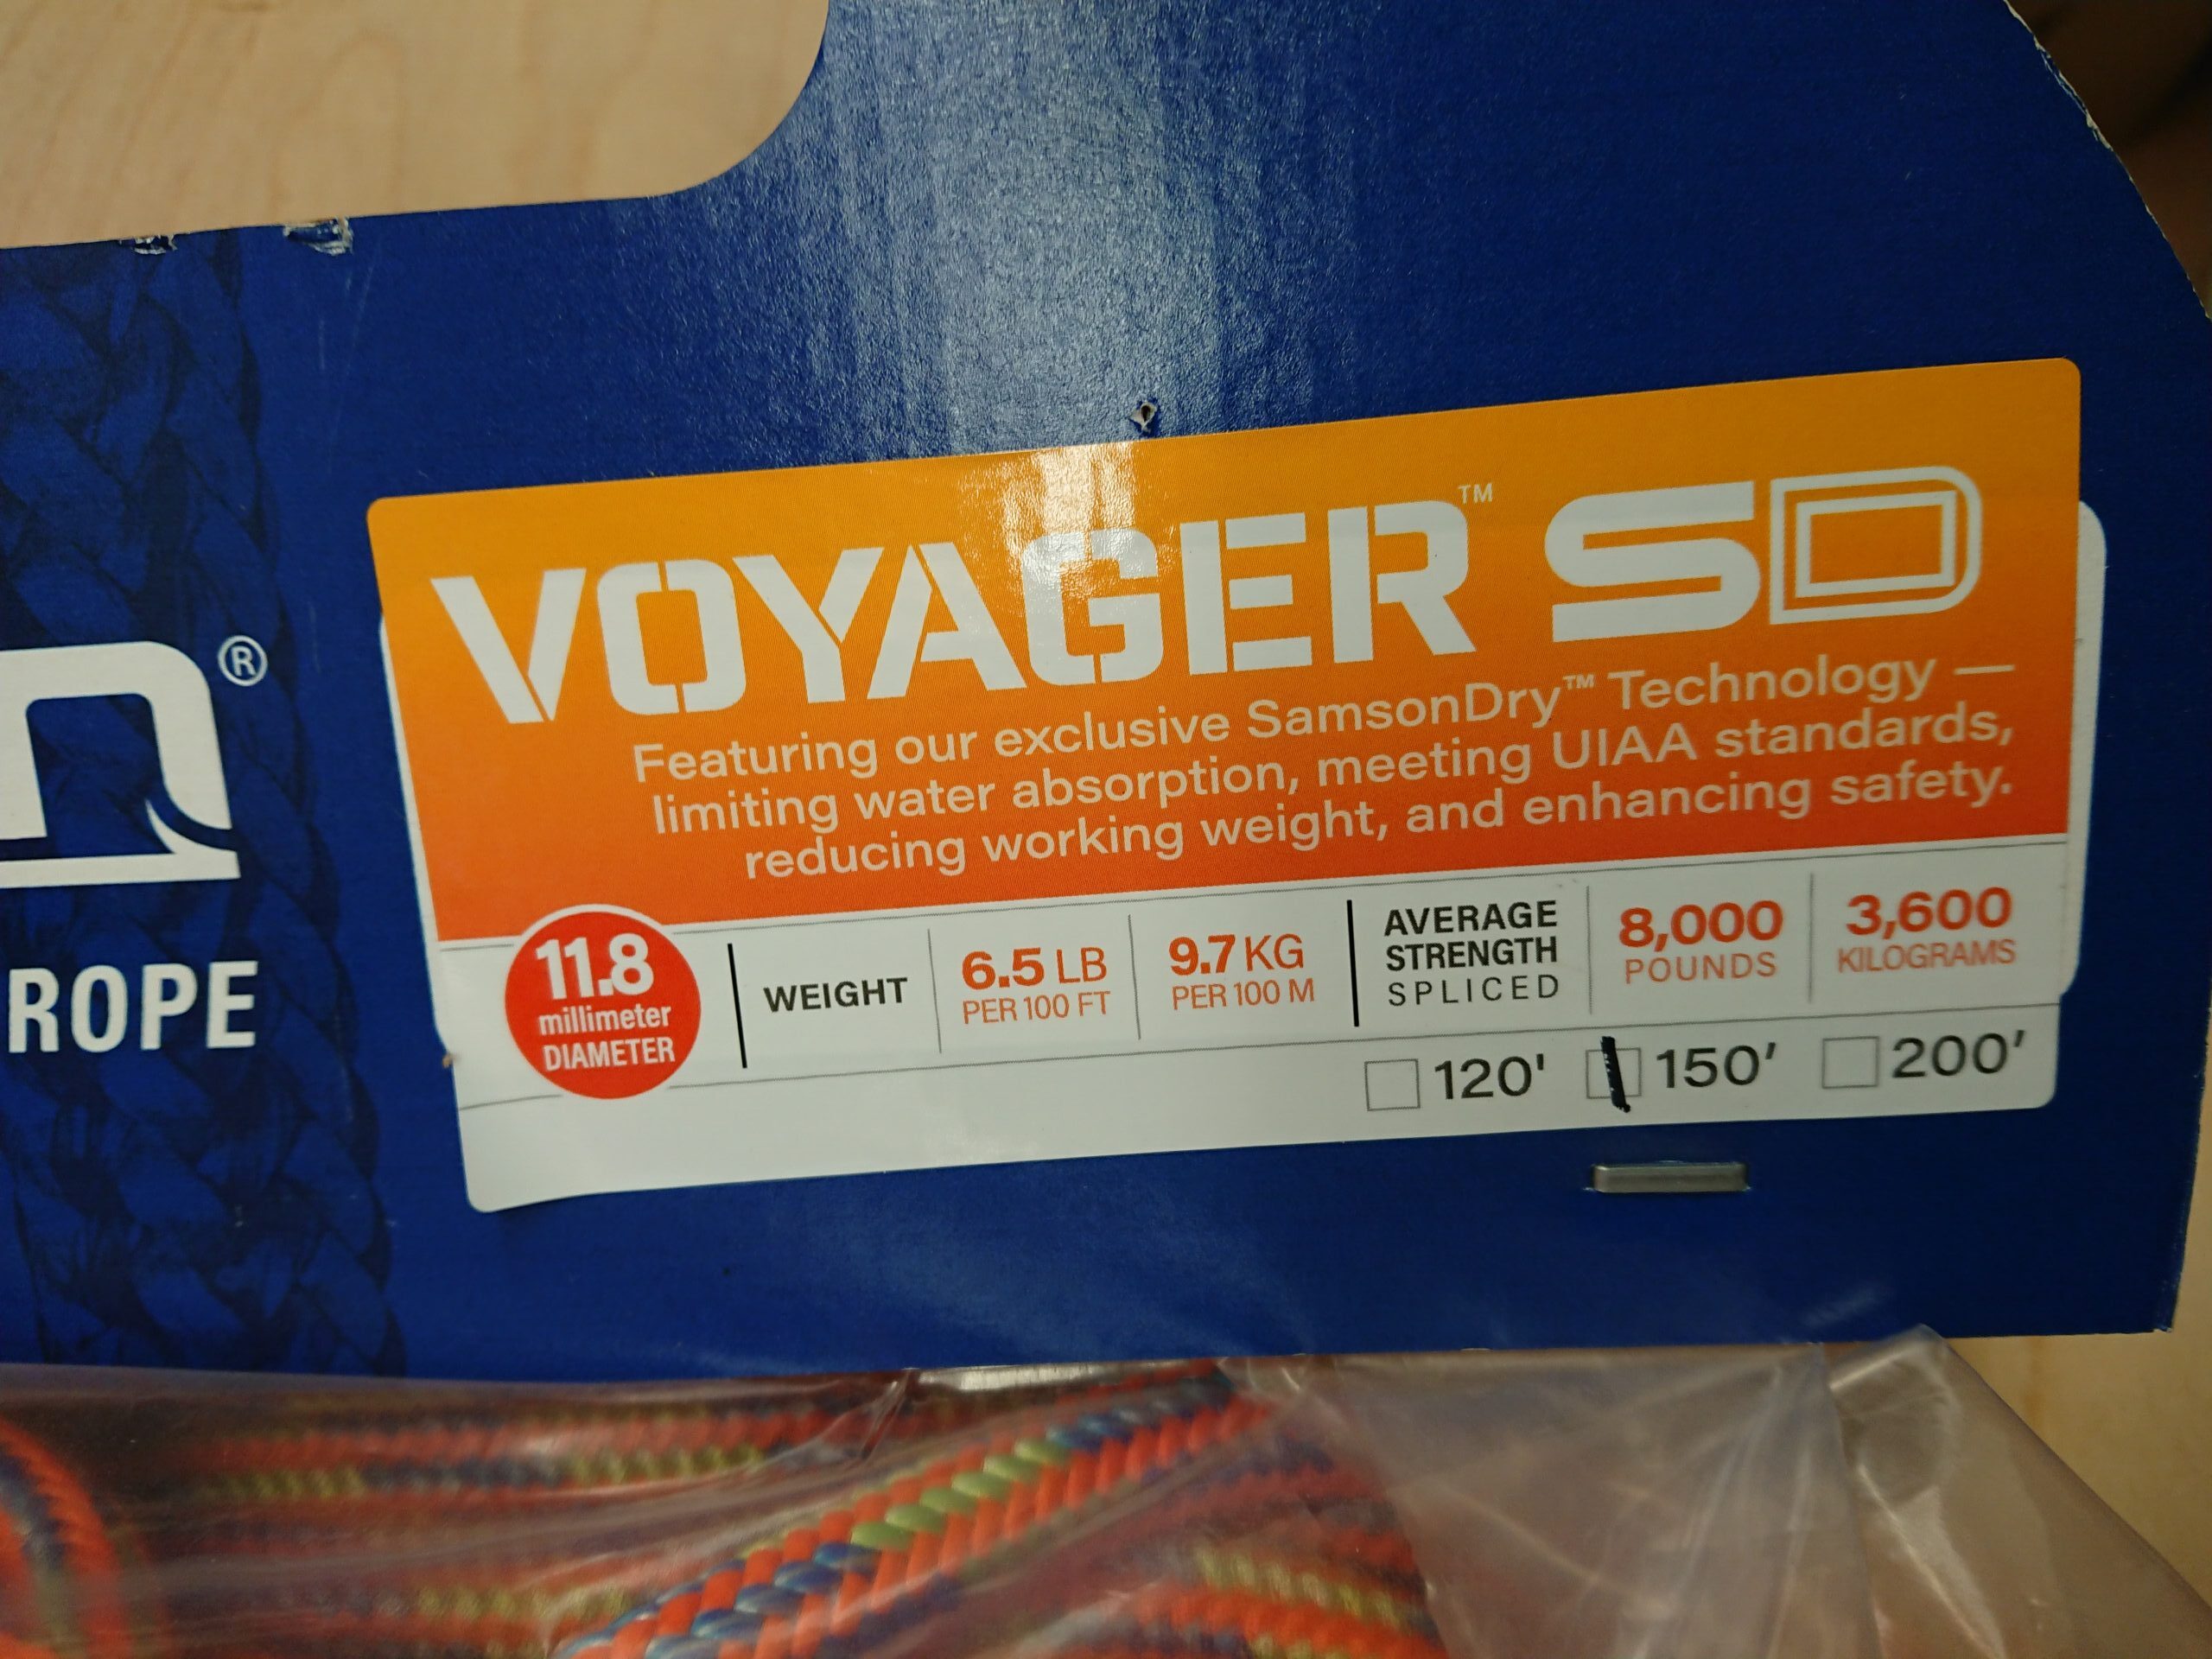 ROPE
®
VOYAGER™ SD
Featuring our exclusive SamsonDry™ Technology —
limiting water absorption, meeting UIAA standards,
reducing working weight, and enhancing safety.
11.8
millimeter
DIAMETER
WEIGHT
6.5 LB
PER 100 FT
9.7 KG
PER 100 M
AVERAGE
STRENGTH
SPLICED
8,000
POUNDS
3,600
KILOGRAMS
120' 150' 200'